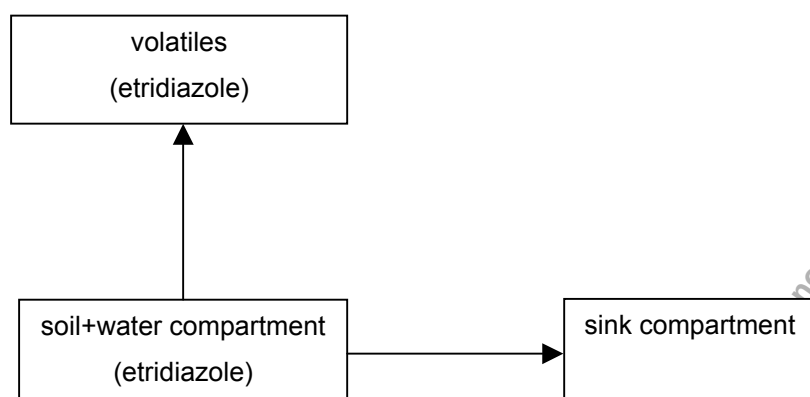 volatiles
(etridiazole)
soil+water compartment
(etridiazole)
sink compartment